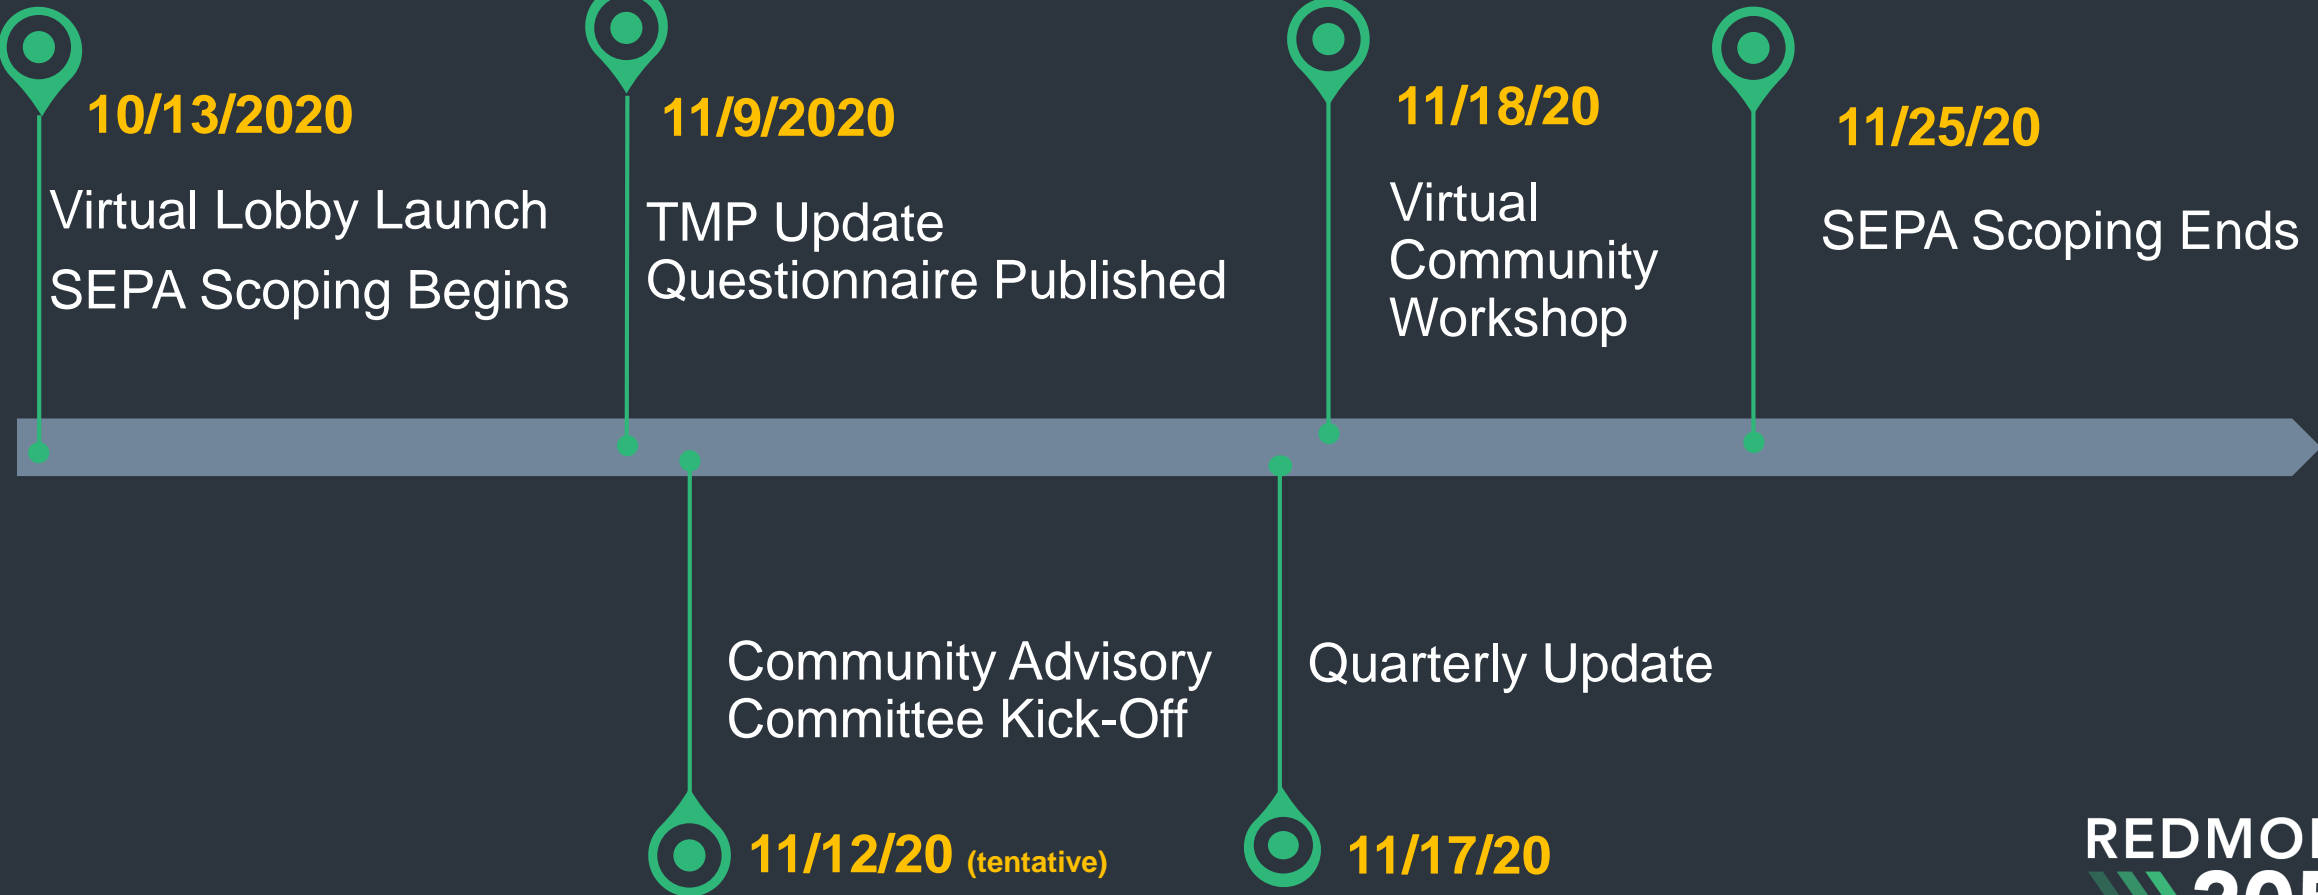 10/13/2020
Virtual Lobby Launch
SEPA Scoping Begins
11/9/2020
TMP Update
Questionnaire Published
11/18/20
Virtual
Community
Workshop
11/25/20
SEPA Scoping Ends
Community Advisory
Committee Kick-Off
11/12/20 (tentative)
Quarterly Update
11/17/20